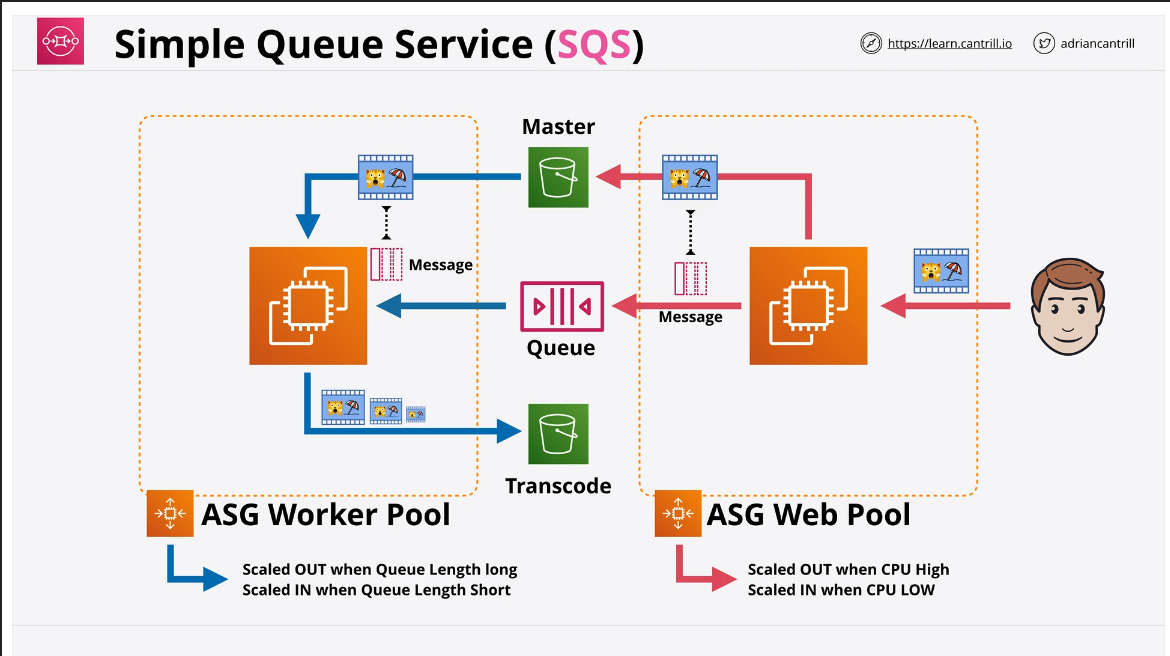 Simple Queue Service (SQS)
https://learn.cantrill.io
adriancantrill
Master
Message
Message
Queue
Transcode
ASG Worker Pool
ASG Web Pool
Scaled OUT when Queue Length long
Scaled IN when Queue Length Short
Scaled OUT when CPU High
Scaled IN when CPU LOW